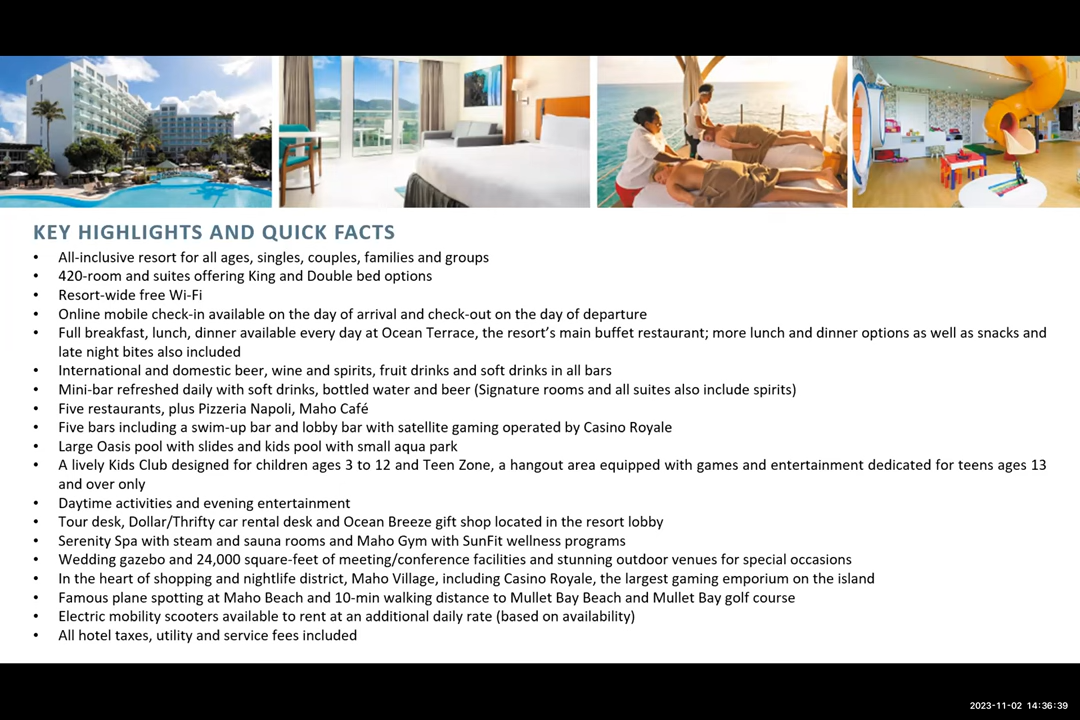 KEY HIGHLIGHTS AND QUICK FACTS
• All-inclusive resort for all ages, singles, couples, families and groups
• 420-room and suites offering King and Double bed options
• Resort-wide free Wi-Fi
• Online mobile check-in available on the day of arrival and check-out on the day of departure
• Full breakfast, lunch, dinner available every day at Ocean Terrace, the resort’s main buffet restaurant; more lunch and dinner options as well as snacks and
late night bites also included
• International and domestic beer, wine and spirits, fruit drinks and soft drinks in all bars
• Mini-bar refreshed daily with soft drinks, bottled water and beer (Signature rooms and all suites also include spirits)
• Five restaurants, plus Pizzeria Napoli, Maho Café
• Five bars including a swim-up bar and lobby bar with satellite gaming operated by Casino Royale
• Large Oasis pool with slides and kids pool with small aqua park
• A lively Kids Club designed for children ages 3 to 12 and Teen Zone, a hangout area equipped with games and entertainment dedicated for teens ages 13
and over only
• Daytime activities and evening entertainment
• Tour desk, Dollar/Thrifty car rental desk and Ocean Breeze gift shop located in the resort lobby
• Serenity Spa with steam and sauna rooms and Maho Gym with SunFit wellness programs
• Wedding gazebo and 24,000 square-feet of meeting/conference facilities and stunning outdoor venues for special occasions
• In the heart of shopping and nightlife district, Maho Village, including Casino Royale, the largest gaming emporium on the island
• Famous plane spotting at Maho Beach and 10-min walking distance to Mullet Bay Beach and Mullet Bay golf course
• Electric mobility scooters available to rent at an additional daily rate (based on availability)
• All hotel taxes, utility and service fees included
2023-11-02 14:36:39